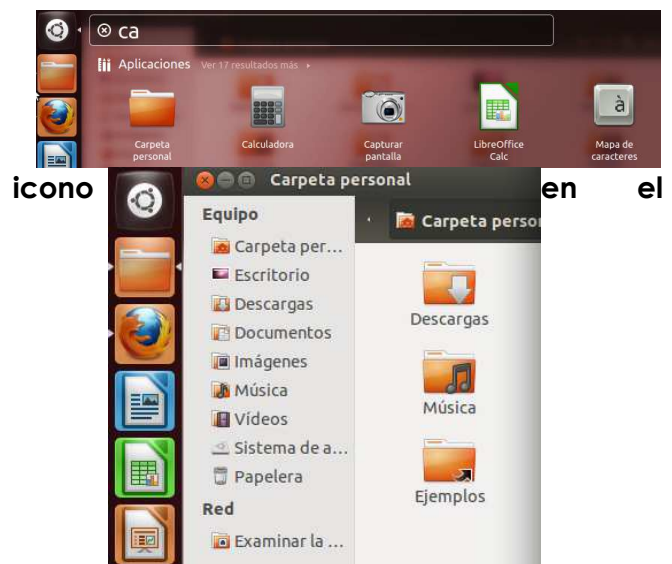 ca
Aplicaciones Ver 17 resultados más
Carpeta personal
Calculadora
Capturar pantalla
LibreOffice Calc
Mapa de caracteres
icono en el
Carpeta personal
Equipo
Carpeta per...
Escritorio
Descargas
Documentos
Imágenes
Música
Vídeos
Sistema de a...
Papelera
Red
Examinar la ...
Carpeta person
Descargas
Música
Ejemplos